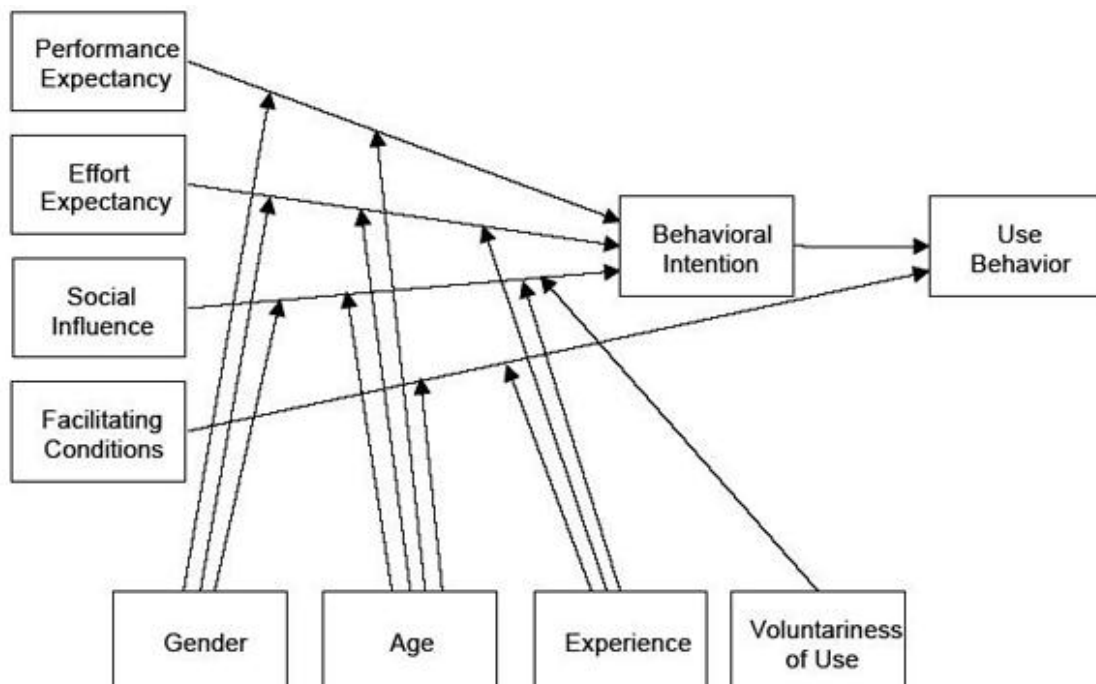 Performance
Expectancy
Effort
Expectancy
Social
Influence
Facilitating
Conditions
Behavioral
Intention
Use
Behavior
Gender
Age
Experience
Voluntariness
of Use